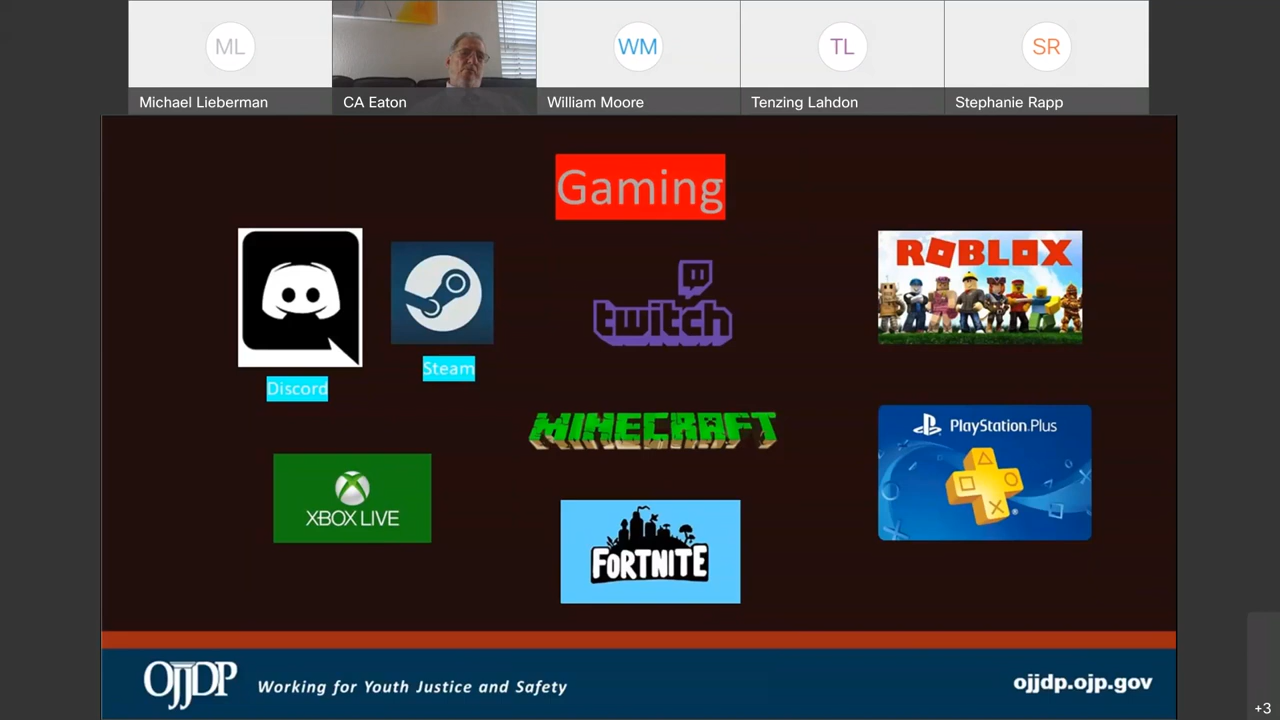 ML
WM
TL
SR
Michael Lieberman
CA Eaton
William Moore
Tenzing Lahdon
Stephanie Rapp
Gaming
ROBLOX
twitch
Steam
Discord
MINECRAFT
PlayStation.Plus
XBOX LIVE
FORTNITE
OJJDP
Working for Youth Justice and Safety
ojjdp.ojp.gov
+3